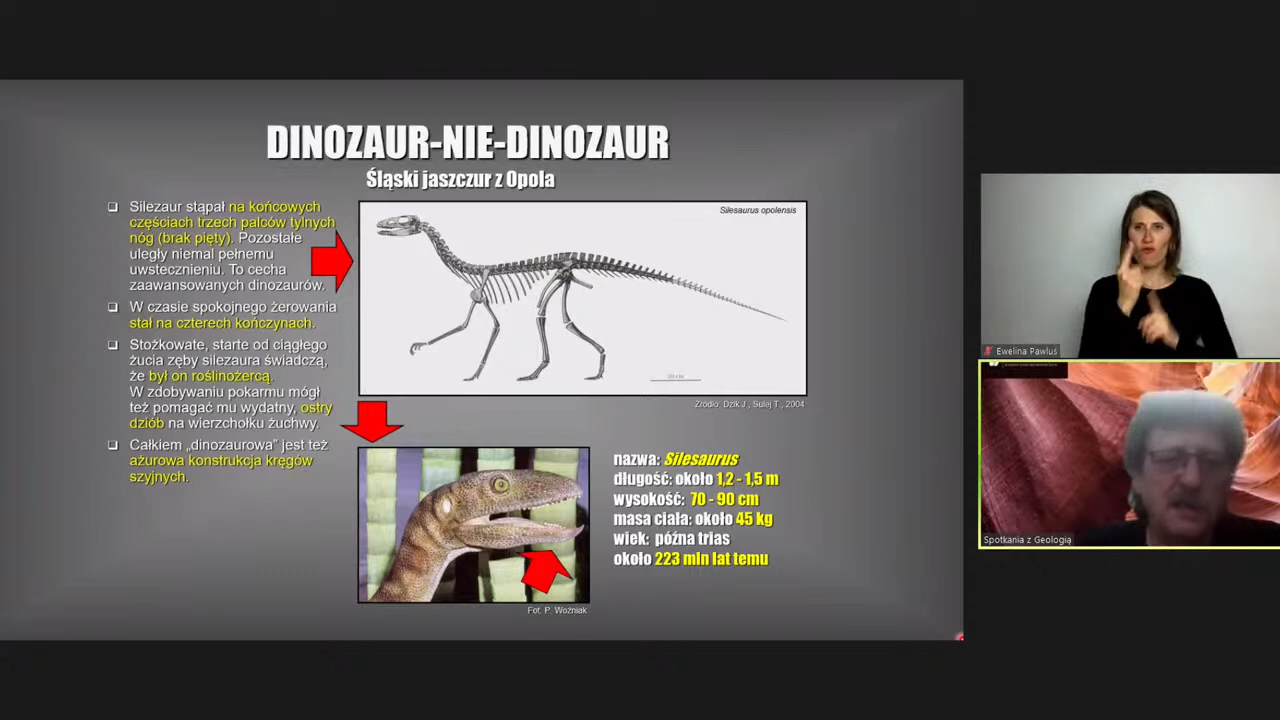 DINOZAUR-NIE-DINOZAUR
Śląski jaszczur z Opola
Silezaur stąpał na końcowych
częściach trzech palców tylnych
nóg (brak pięty). Pozostałe
uległy niemal pełnemu
uwstecznieniu. To cecha
zaawansowanych dinozaurów.
W czasie spokojnego żerowania
stał na czterech kończynach.
Stożkowate, starte od ciągłego
żucia zęby silezaura świadczą,
że był on roślinożercą.
W zdobywaniu pokarmu mógł
też pomagać mu wydatny, ostry
dziób na wierzchołku żuchwy.
Całkiem „dinozaurowa” jest też
ażurowa konstrukcja kręgów
szyjnych.
Silesaurus opolensis
Źródło: Dzik J., Sulej T., 2004
Fot. P. Woźniak
nazwa: Silesaurus
długość: około 1,2 - 1,5 m
wysokość: 70 - 90 cm
masa ciała: około 45 kg
wiek: późna trias
około 223 mln lat temu
Ewelina Pawluś
Spotkania z Geologią